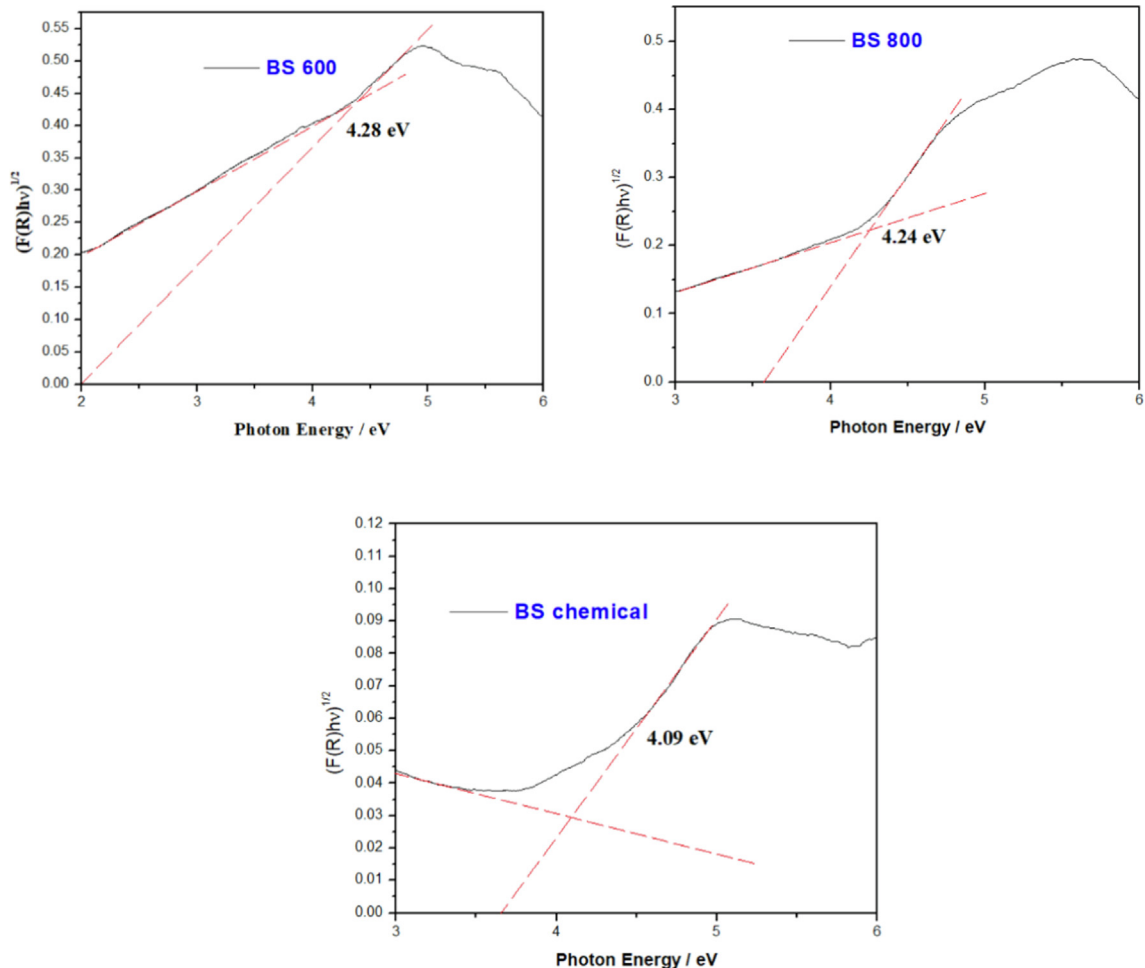 BS 600
4.28 eV
(F(R)hν)^1/2
0.55
0.50
0.45
0.40
0.35
0.30
0.25
0.20
0.15
0.10
0.05
0.00
2 3 4 5 6
Photon Energy / eV
BS 800
4.24 eV
(F(R)hν)^1/2
0.5
0.4
0.3
0.2
0.1
0.0
3 4 5 6
Photon Energy / eV
BS chemical
4.09 eV
(F(R)hν)^1/2
0.12
0.11
0.10
0.09
0.08
0.07
0.06
0.05
0.04
0.03
0.02
0.01
0.00
3 4 5 6
Photon Energy / eV